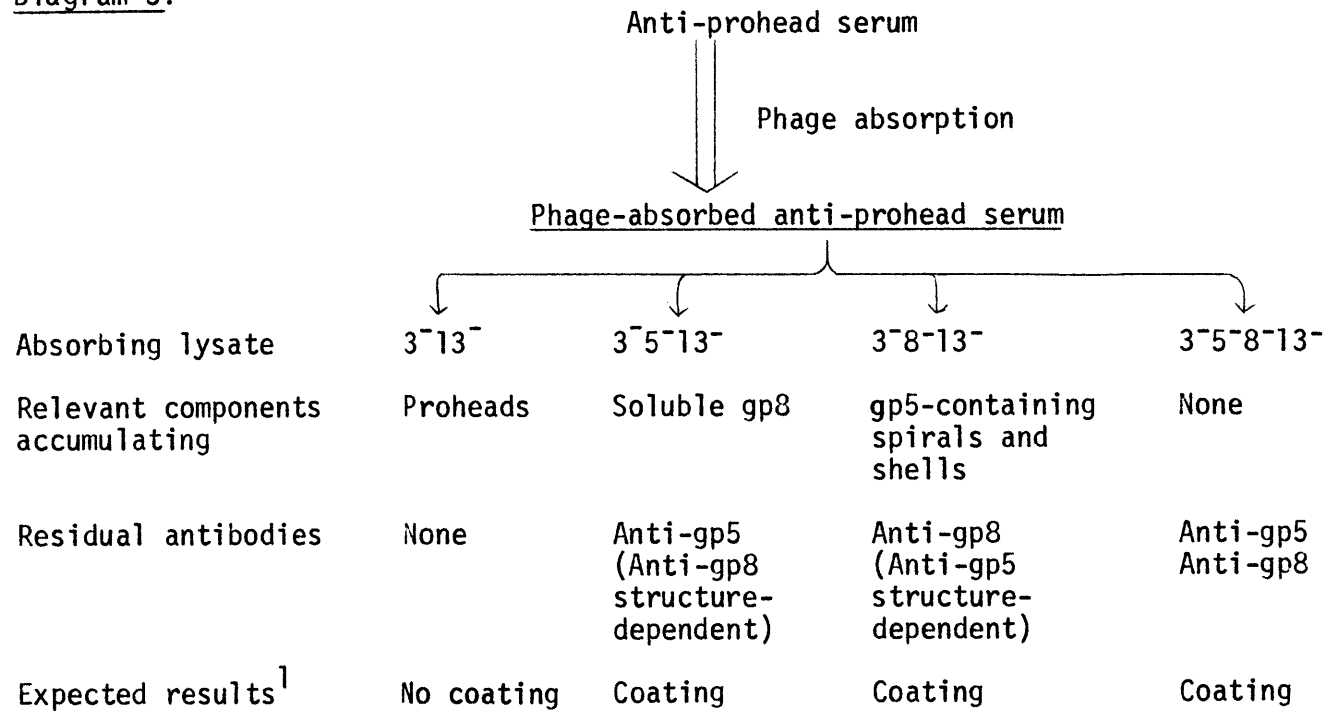 Diagram 3:
Anti-prohead serum
Phage absorption
Phage-absorbed anti-prohead serum
Absorbing lysate 3⁻13⁻ 3⁻5⁻13⁻ 3⁻8⁻13⁻ 3⁻5⁻8⁻13⁻
Relevant components Proheads Soluble gp8 gp5-containing None
accumulating spirals and
shells
Residual antibodies None Anti-gp5 Anti-gp8 Anti-gp5
(Anti-gp8 (Anti-gp5 Anti-gp8
structure- structure-
dependent) dependent)
Expected results¹ No coating Coating Coating Coating